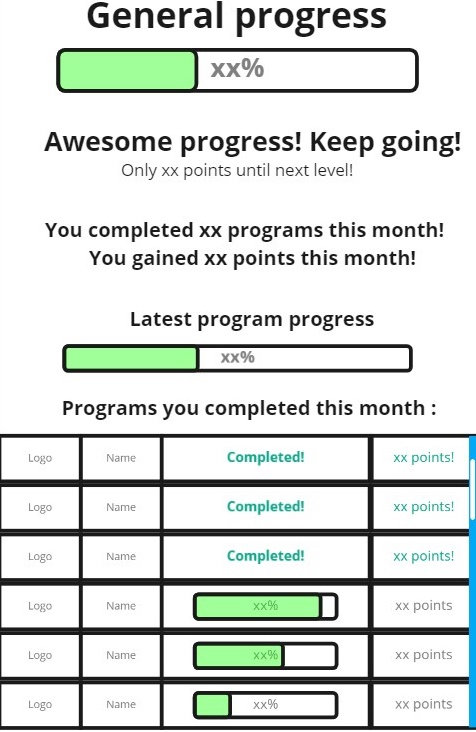 General progress
xx%
Awesome progress! Keep going!
Only xx points until next level!
You completed xx programs this month!
You gained xx points this month!
Latest program progress
xx%
Programs you completed this month :
Logo Name Completed! xx points!
Logo Name Completed! xx points!
Logo Name Completed! xx points!
Logo Name xx% xx points
Logo Name xx% xx points
Logo Name xx% xx points